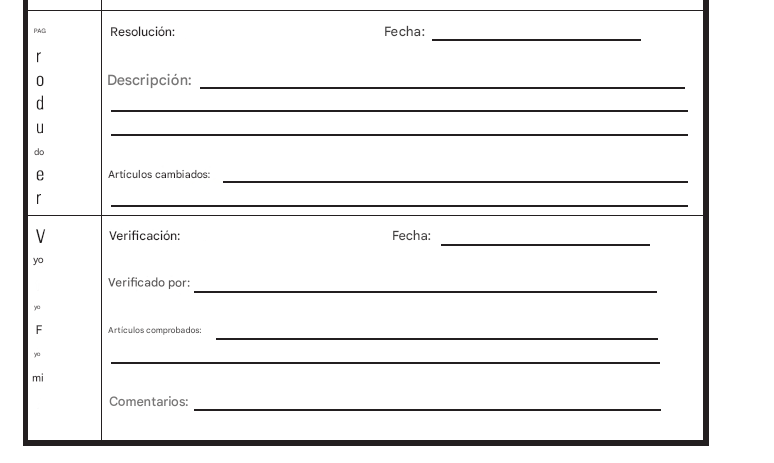 PAG
r
o
d
u
do
e
r
Resolución: Fecha:
Descripción:
Artículos cambiados:
V
yo
yo
F
yo
mi
Verificación: Fecha:
Verificado por:
Artículos comprobados:
Comentarios: